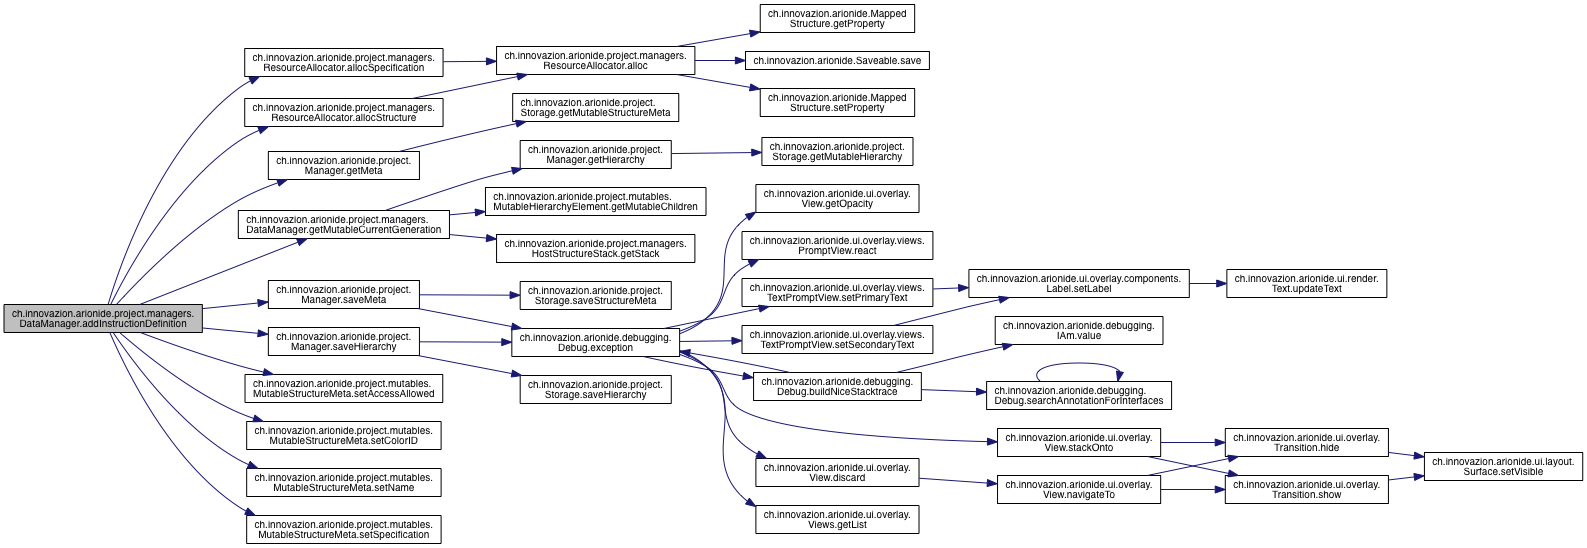 ch.innovazion.arionide.project.managers.
DataManager.addInstructionDefinition
ch.innovazion.arionide.project.managers.
ResourceAllocator.allocSpecification
ch.innovazion.arionide.project.managers.
ResourceAllocator.allocStructure
ch.innovazion.arionide.project.
Manager.getMeta
ch.innovazion.arionide.project.managers.
DataManager.getMutableCurrentGeneration
ch.innovazion.arionide.project.
Manager.saveMeta
ch.innovazion.arionide.project.
Manager.saveHierarchy
ch.innovazion.arionide.project.mutables.
MutableStructureMeta.setAccessAllowed
ch.innovazion.arionide.project.mutables.
MutableStructureMeta.setColorID
ch.innovazion.arionide.project.mutables.
MutableStructureMeta.setName
ch.innovazion.arionide.project.mutables.
MutableStructureMeta.setSpecification
ch.innovazion.arionide.project.managers.
ResourceAllocator.alloc
ch.innovazion.arionide.project.
Storage.getMutableStructureMeta
ch.innovazion.arionide.project.
Manager.getHierarchy
ch.innovazion.arionide.project.mutables.
MutableHierarchyElement.getMutableChildren
ch.innovazion.arionide.project.managers.
HostStructureStack.getStack
ch.innovazion.arionide.project.
Storage.saveStructureMeta
ch.innovazion.arionide.debugging.
Debug.exception
ch.innovazion.arionide.project.
Storage.saveHierarchy
ch.innovazion.arionide.Mapped
Structure.getProperty
ch.innovazion.arionide.Saveable.save
ch.innovazion.arionide.Mapped
Structure.setProperty
ch.innovazion.arionide.project.
Storage.getMutableHierarchy
ch.innovazion.arionide.ui.overlay.
View.getOpacity
ch.innovazion.arionide.ui.overlay.views.
PromptView.react
ch.innovazion.arionide.ui.overlay.views.
TextPromptView.setPrimaryText
ch.innovazion.arionide.ui.overlay.views.
TextPromptView.setSecondaryText
ch.innovazion.arionide.debugging.
Debug.buildNiceStacktrace
ch.innovazion.arionide.ui.overlay.
View.discard
ch.innovazion.arionide.ui.overlay.
Views.getList
ch.innovazion.arionide.ui.overlay.components.
Label.setLabel
ch.innovazion.arionide.debugging.
IAm.value
ch.innovazion.arionide.debugging.
Debug.searchAnnotationForInterfaces
ch.innovazion.arionide.ui.overlay.
View.stackOnto
ch.innovazion.arionide.ui.overlay.
View.navigateTo
ch.innovazion.arionide.ui.render.
Text.updateText
ch.innovazion.arionide.ui.overlay.
Transition.hide
ch.innovazion.arionide.ui.overlay.
Transition.show
ch.innovazion.arionide.ui.layout.
Surface.setVisible